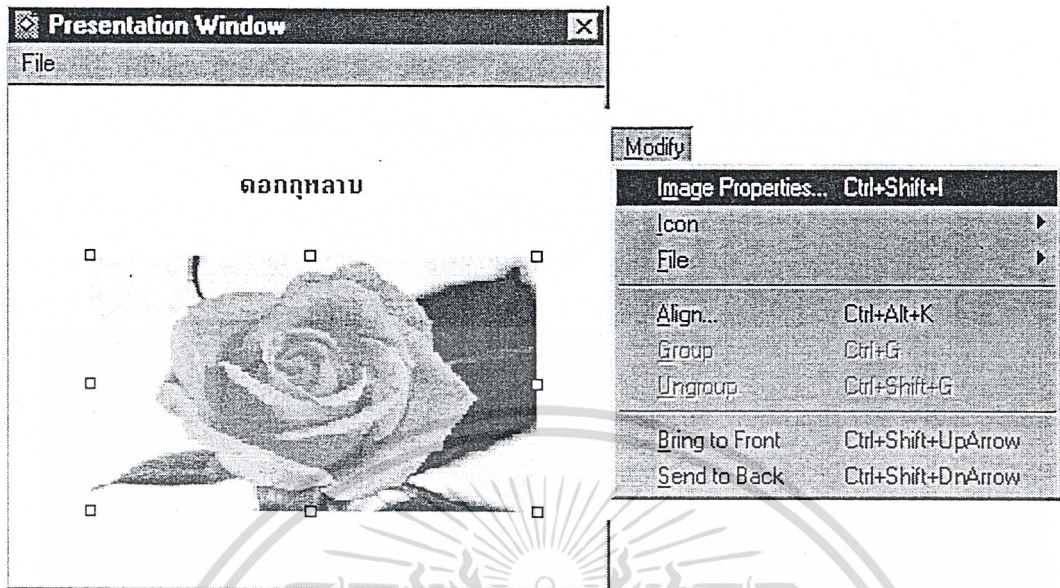 Presentation Window
File
ดอกกุหลาบ
Modify
Image Properties... Ctrl+Shift+I
Icon
File
Align... Ctrl+Alt+K
Group Ctrl+G
Ungroup Ctrl+Shift+G
Bring to Front Ctrl+Shift+UpArrow
Send to Back Ctrl+Shift+DnArrow